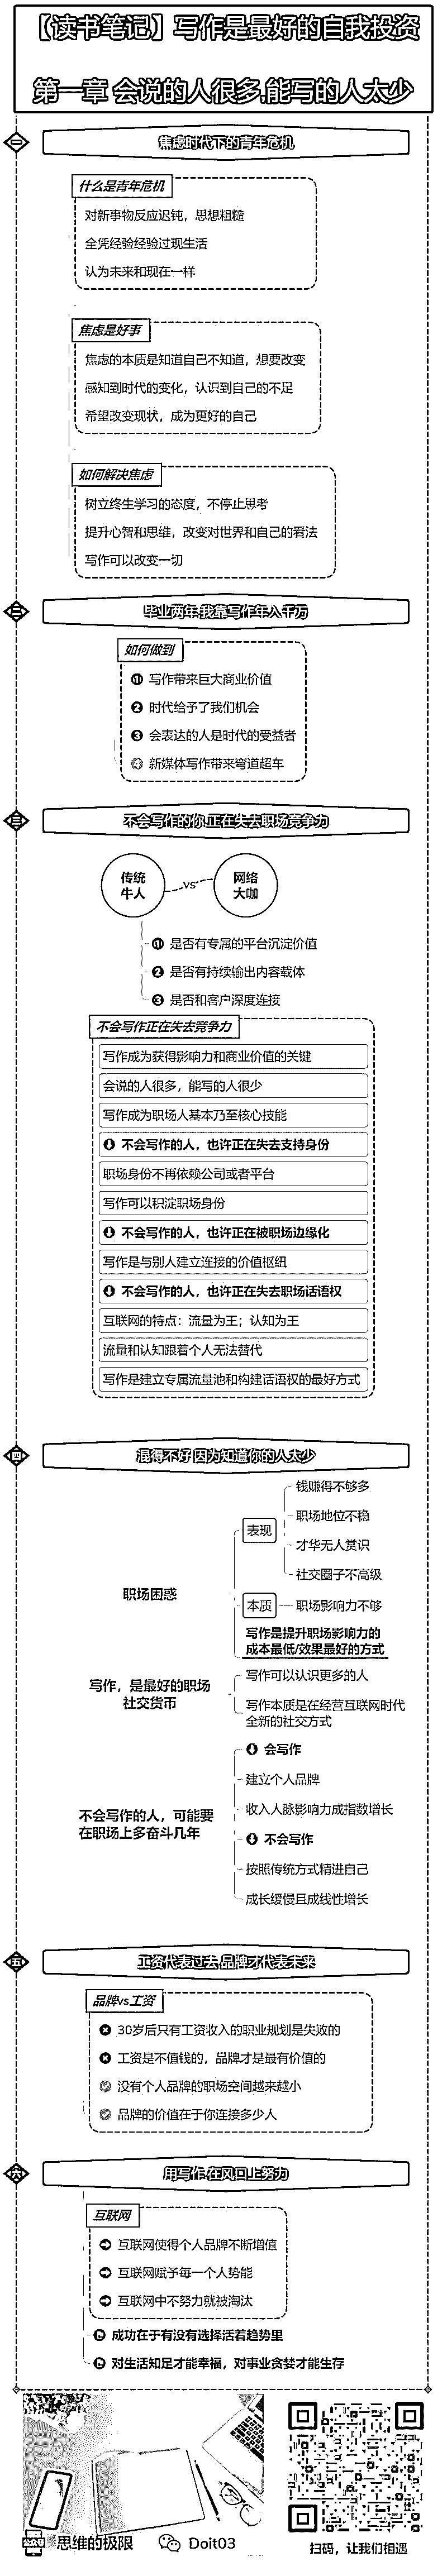 【读书笔记】写作是最好的自我投资
第一章 会说的人很多,能写的人太少
一
焦虑时代下的青年危机
什么是青年危机
对新事物反应迟钝，思想粗糙
全凭经验经验过现生活
认为未来和现在一样
焦虑是好事
焦虑的本质是知道自己不知道，想要改变
感知到时代的变化，认识到自己的不足
希望改变现状，成为更好的自己
如何解决焦虑
树立终生学习的态度，不停止思考
提升心智和思维，改变对世界和自己的看法
写作可以改变一切
二
毕业两年,我靠写作年入千万
如何做到
1 写作带来巨大商业价值
2 时代给予了我们机会
3 会表达的人是时代的受益者
4 新媒体写作带来弯道超车
三
不会写作的你,正在失去职场竞争力
传统牛人 vs 网络大咖
1 是否有专属的平台沉淀价值
2 是否有持续输出内容载体
3 是否和客户深度连接
不会写作正在失去竞争力
写作成为获得影响力和商业价值的关键
会说的人很多，能写的人很少
写作成为职场人基本乃至核心技能
不会写作的人，也许正在失去支持身份
职场身份不再依赖公司或者平台
写作可以积淀职场身份
不会写作的人，也许正在被职场边缘化
写作是与别人建立连接的价值枢纽
不会写作的人，也许正在失去职场话语权
互联网的特点：流量为王；认知为王
流量和认知跟着个人无法替代
写作是建立专属流量池和构建话语权的最好方式
四
混得不好,因为知道你的人太少
职场困惑
表现
钱赚得不够多
职场地位不稳
才华无人赏识
社交圈子不高级
本质
职场影响力不够
写作是提升职场影响力的
成本最低/效果最好的方式
写作，是最好的职场
社交货币
写作可以认识更多的人
写作本质是在经营互联网时代
全新的社交方式
不会写作的人，可能要
在职场上多奋斗几年
会写作
建立个人品牌
收入人脉影响力成指数增长
不会写作
按照传统方式精进自己
成长缓慢且成线性增长
五
工资代表过去,品牌才代表未来
品牌vs工资
30岁后只有工资收入的职业规划是失败的
工资是不值钱的，品牌才是最有价值的
没有个人品牌的职场空间越来越小
品牌的价值在于你连接多少人
六
用写作,在风口上努力
互联网
互联网使得个人品牌不断增值
互联网赋予每一个人势能
互联网中不努力就被淘汰
成功在于有没有选择活着趋势里
对生活知足才能幸福，对事业贪婪才能生存
思维的极限
Doit03
扫码，让我们相遇